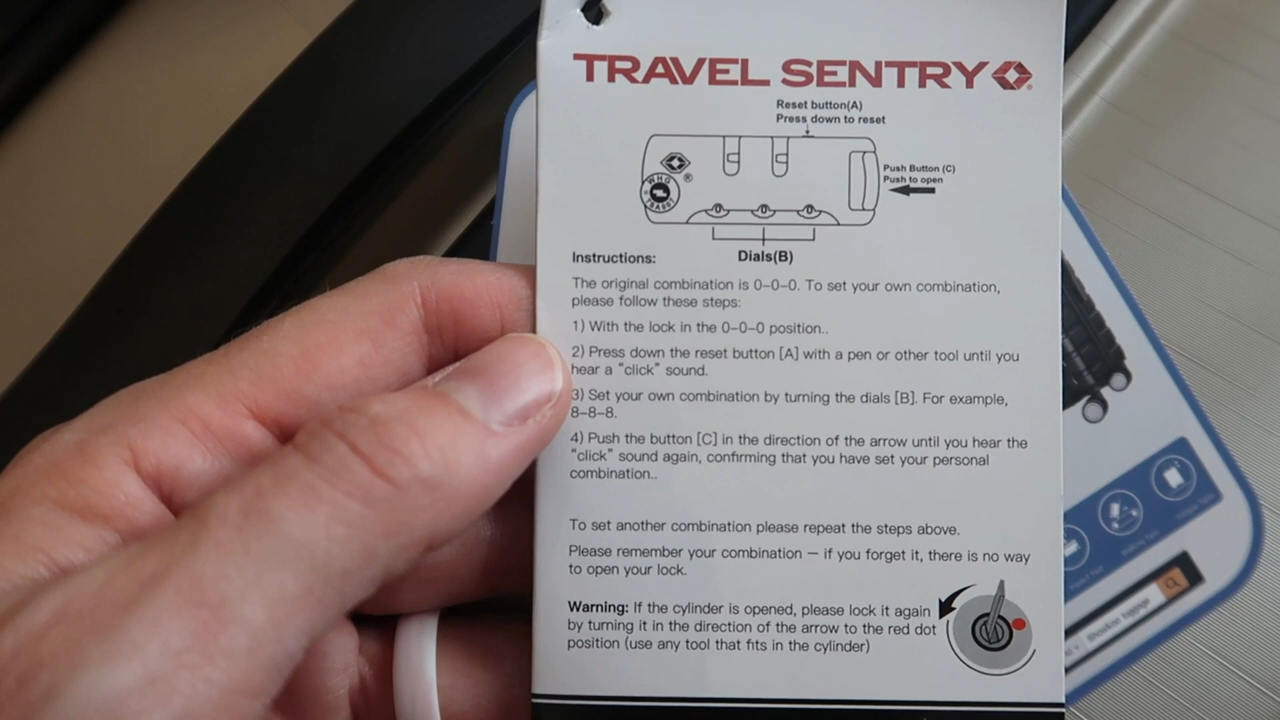 TRAVEL SENTRY
Reset button(A)
Press down to reset
Push Button (C)
Push to open
®
WHG
TSA007
0 0 0
Dials(B)
Instructions:
The original combination is 0–0–0. To set your own combination,
please follow these steps:
1) With the lock in the 0–0–0 position..
2) Press down the reset button [A] with a pen or other tool until you
hear a “click” sound.
3) Set your own combination by turning the dials [B]. For example,
8–8–8.
4) Push the button [C] in the direction of the arrow until you hear the
“click” sound again, confirming that you have set your personal
combination..
To set another combination please repeat the steps above.
Please remember your combination — if you forget it, there is no way
to open your lock.
Warning: If the cylinder is opened, please lock it again
by turning it in the direction of the arrow to the red dot
position (use any tool that fits in the cylinder)
Showkoo luggage